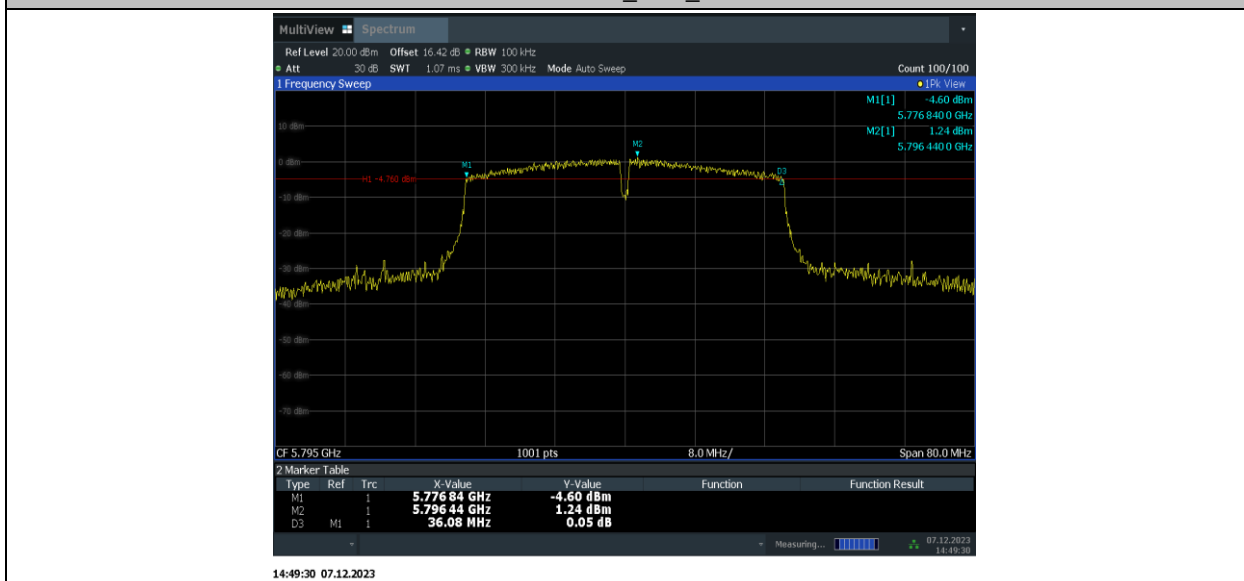 MultiView Spectrum
Ref Level 20.00 dBm Offset 16.42 dB RBW 100 kHz
Att 30 dB SWT 1.07 ms VBW 300 kHz Mode Auto Sweep Count 100/100
1 Frequency Sweep 1Pk View
M1[1] -4.60 dBm
5.776 840 0 GHz
10 dBm
M2[1] 1.24 dBm
5.796 440 0 GHz
M2
0 dBm
M1
D3
H1 -4.760 dBm
-10 dBm
-20 dBm
-30 dBm
-40 dBm
-50 dBm
-60 dBm
-70 dBm
CF 5.795 GHz 1001 pts 8.0 MHz/ Span 80.0 MHz
2 Marker Table
Type Ref Trc X-Value Y-Value Function Function Result
M1 1 5.776 84 GHz -4.60 dBm
M2 1 5.796 44 GHz 1.24 dBm
D3 M1 1 36.08 MHz 0.05 dB
Measuring... 07.12.2023
14:49:30
14:49:30 07.12.2023